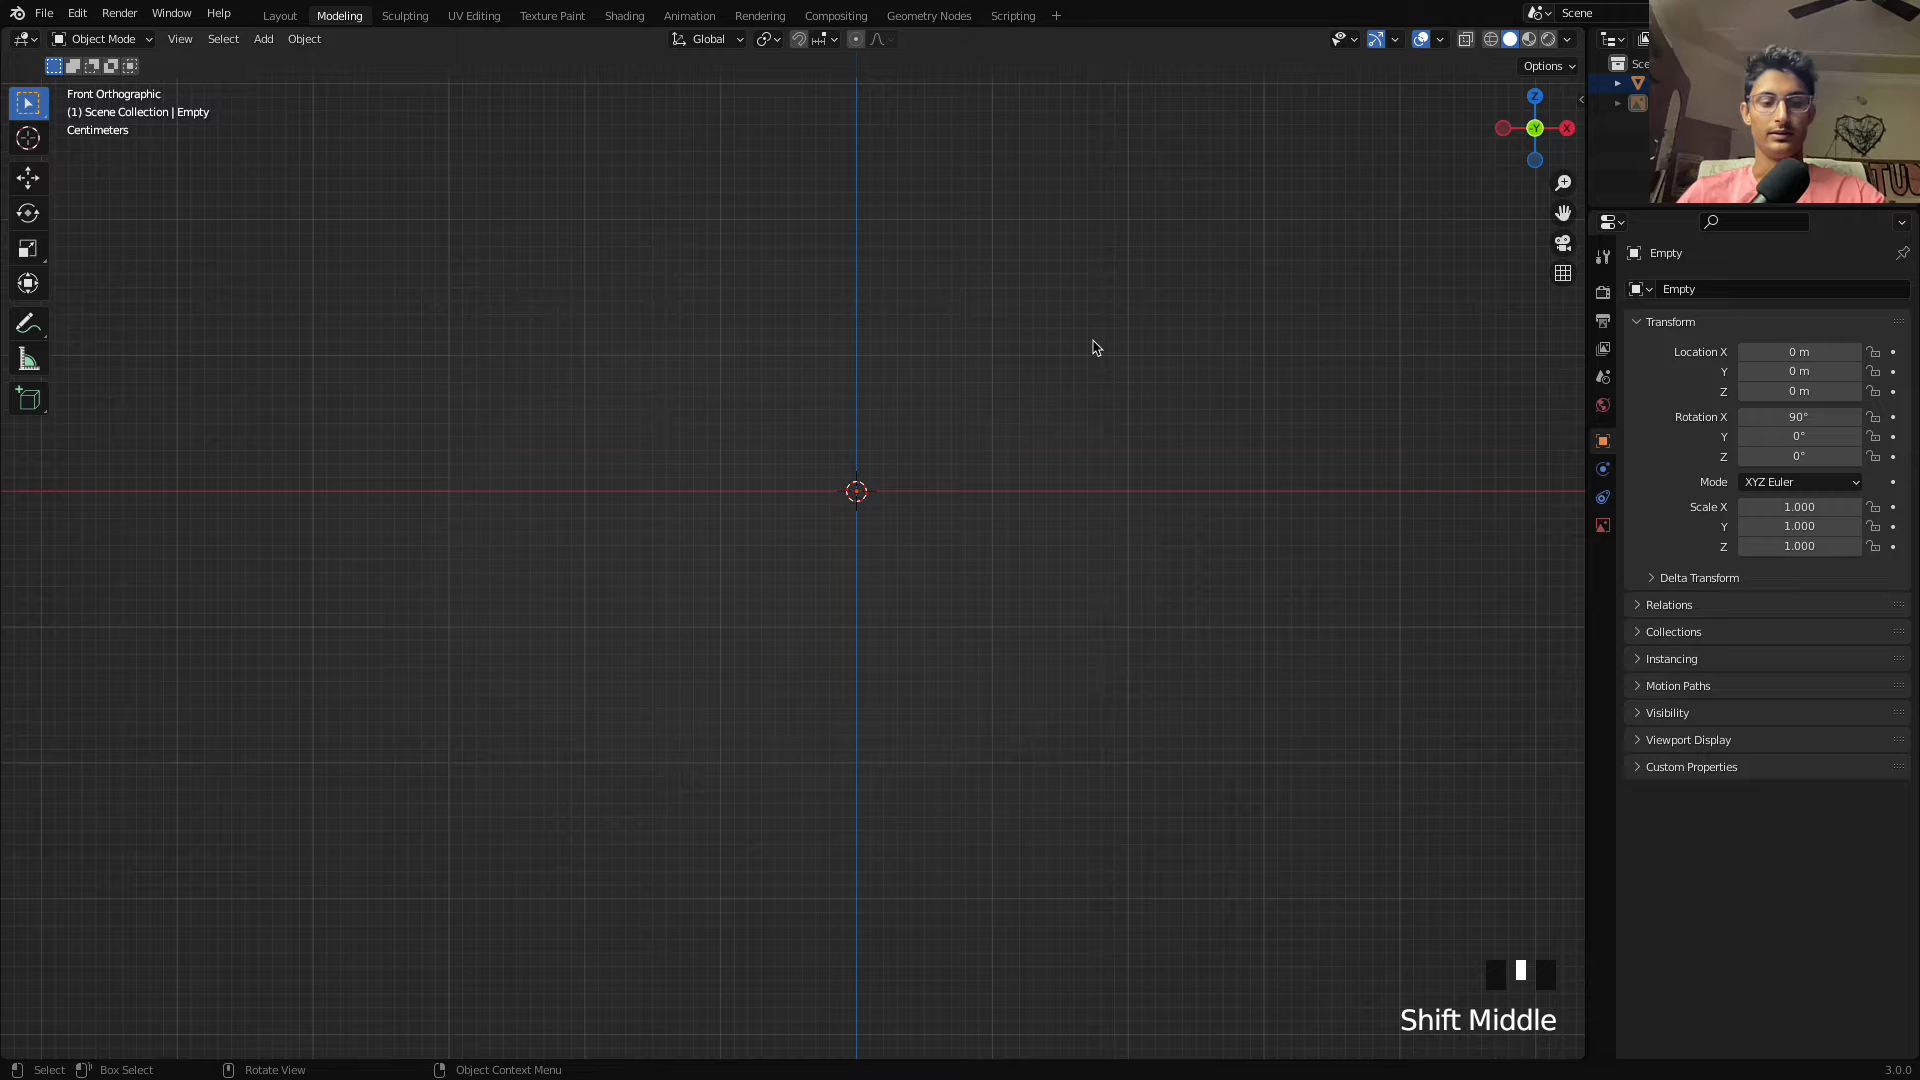 File Edit Render Window Help Layout Modeling Sculpting UV Editing Texture Paint Shading Animation Rendering Compositing Geometry Nodes Scripting + Scene
Object Mode View Select Add Object Global
Options
Front Orthographic
(1) Scene Collection | Empty
Centimeters
Z
-Y
X
Sce
Empty
Empty
Transform
Location X 0 m
Y 0 m
Z 0 m
Rotation X 90°
Y 0°
Z 0°
Mode XYZ Euler
Scale X 1.000
Y 1.000
Z 1.000
Delta Transform
Relations
Collections
Instancing
Motion Paths
Visibility
Viewport Display
Custom Properties
Shift Middle
Select Box Select Rotate View Object Context Menu 3.0.0